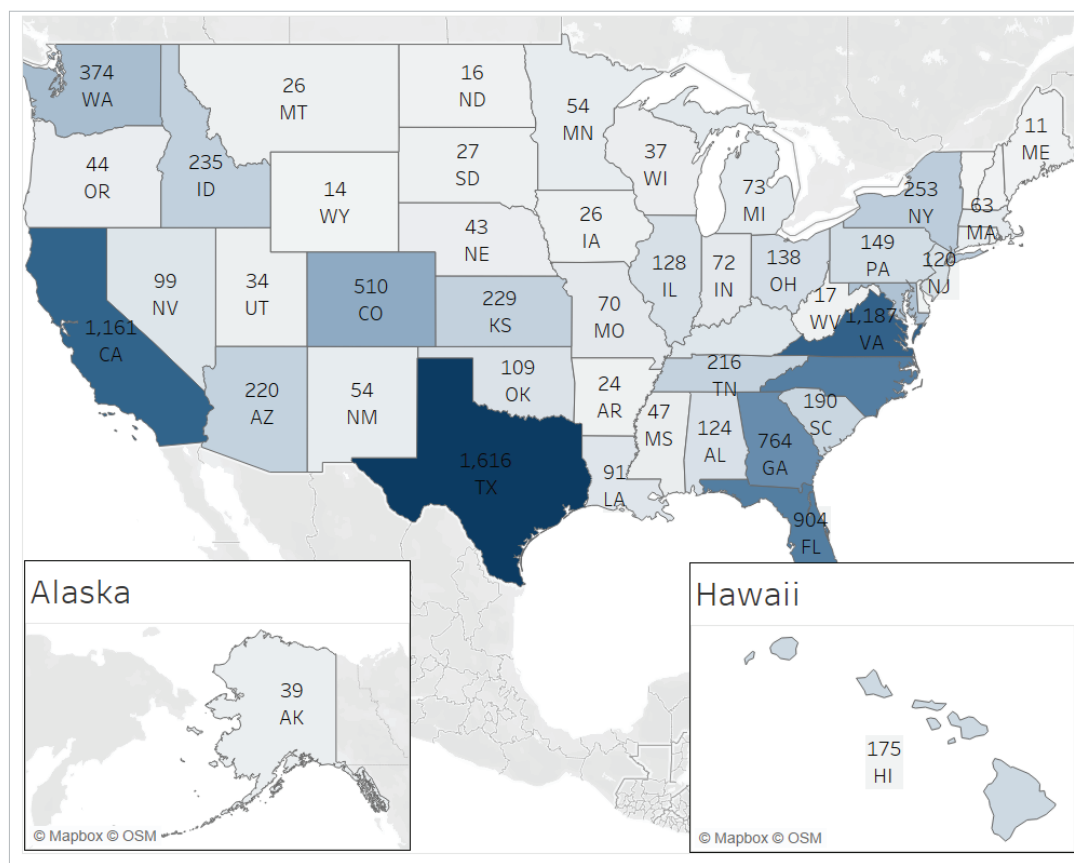 374
WA
26
MT
16
ND
54
MN
11
ME
44
OR
235
ID
14
WY
27
SD
37
WI
73
MI
253
NY
63
MA
43
NE
26
IA
149
PA
120
NJ
99
NV
34
UT
510
CO
229
KS
128
IL
72
IN
138
OH
17
WV
1,187
VA
1,161
CA
70
MO
220
AZ
54
NM
109
OK
216
TN
24
AR
190
SC
47
MS
124
AL
764
GA
1,616
TX
91
LA
904
FL
Alaska
39
AK
© Mapbox © OSM
Hawaii
175
HI
© Mapbox © OSM